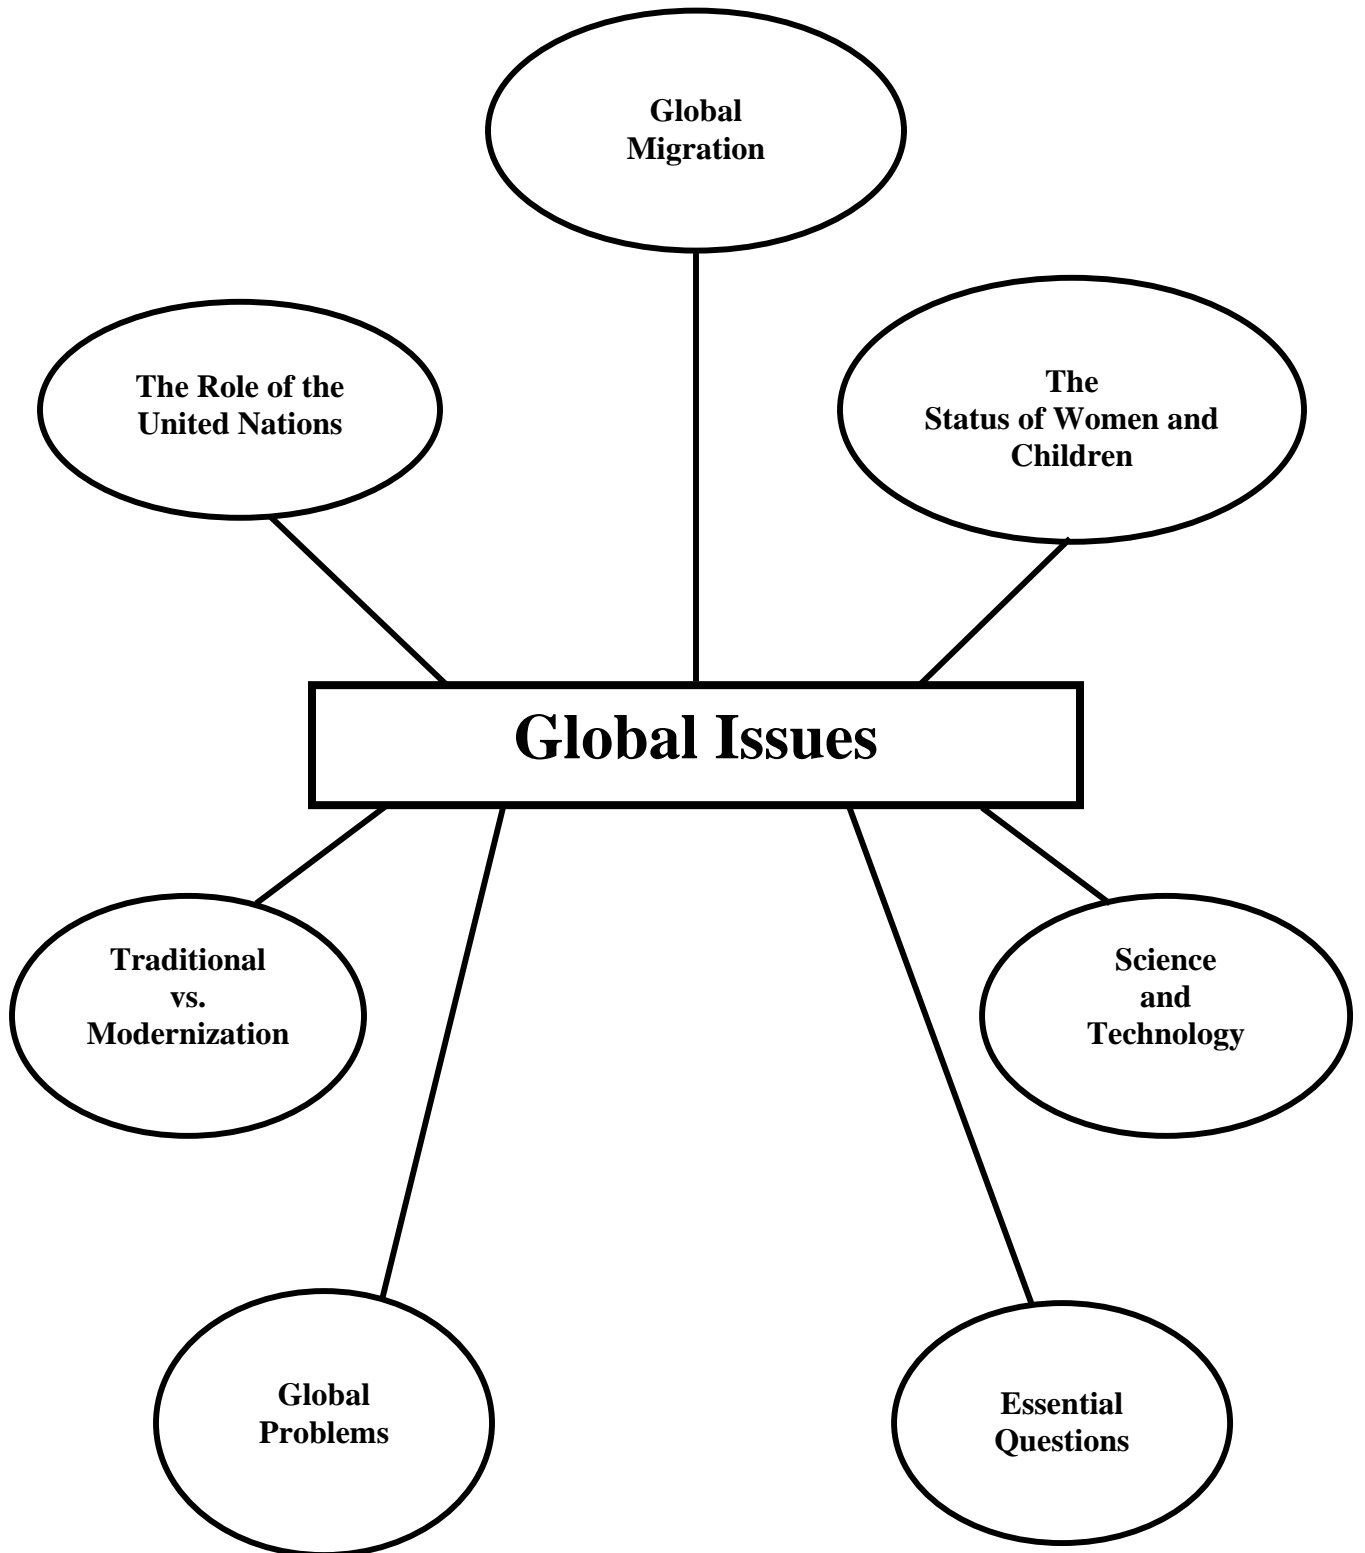 Global
Migration
The Role of the
United Nations
The
Status of Women and
Children
Global Issues
Traditional
vs.
Modernization
Science
and
Technology
Global
Problems
Essential
Questions